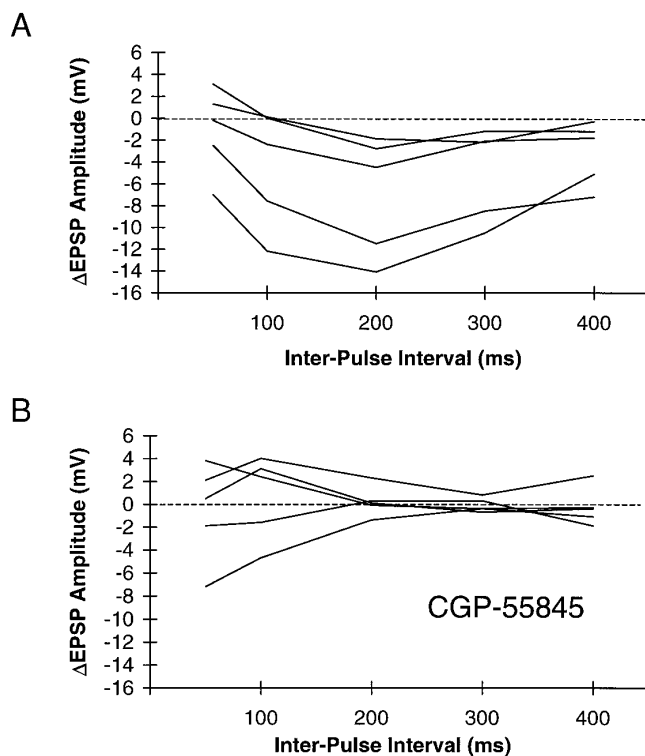 A
ΔEPSP Amplitude (mV)
6
4
2
0
-2
-4
-6
-8
-10
-12
-14
-16
100 200 300 400
Inter-Pulse Interval (ms)
B
ΔEPSP Amplitude (mV)
6
4
2
0
-2
-4
-6
-8
-10
-12
-14
-16
CGP-55845
100 200 300 400
Inter-Pulse Interval (ms)